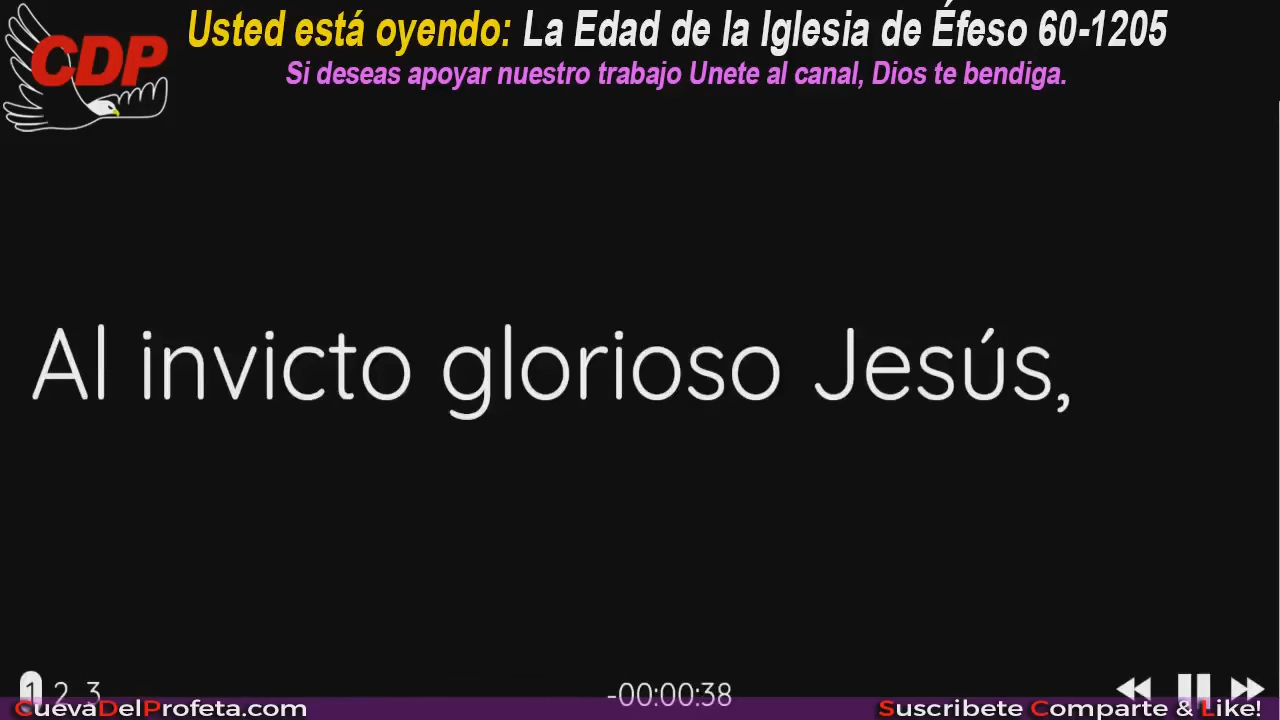 CDP
Usted está oyendo: La Edad de la Iglesia de Éfeso 60-1205
Si deseas apoyar nuestro trabajo Unete al canal, Dios te bendiga.
Al invicto glorioso Jesús,
1 2 3
-00:00:38
CuevaDelProfeta.com
Suscribete Comparte & Like!